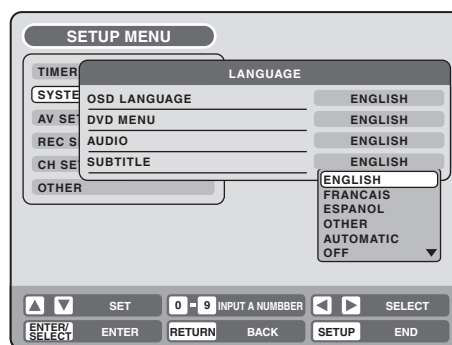 SETUP MENU
TIMER
LANGUAGE
SYSTE
OSD LANGUAGE ENGLISH
AV SET
DVD MENU ENGLISH
REC S
AUDIO ENGLISH
CH SE
SUBTITLE ENGLISH
OTHER
ENGLISH
FRANCAIS
ESPANOL
OTHER
AUTOMATIC
OFF
SET 0 - 9 INPUT A NUMBBER SELECT
ENTER/
SELECT ENTER RETURN BACK SETUP END